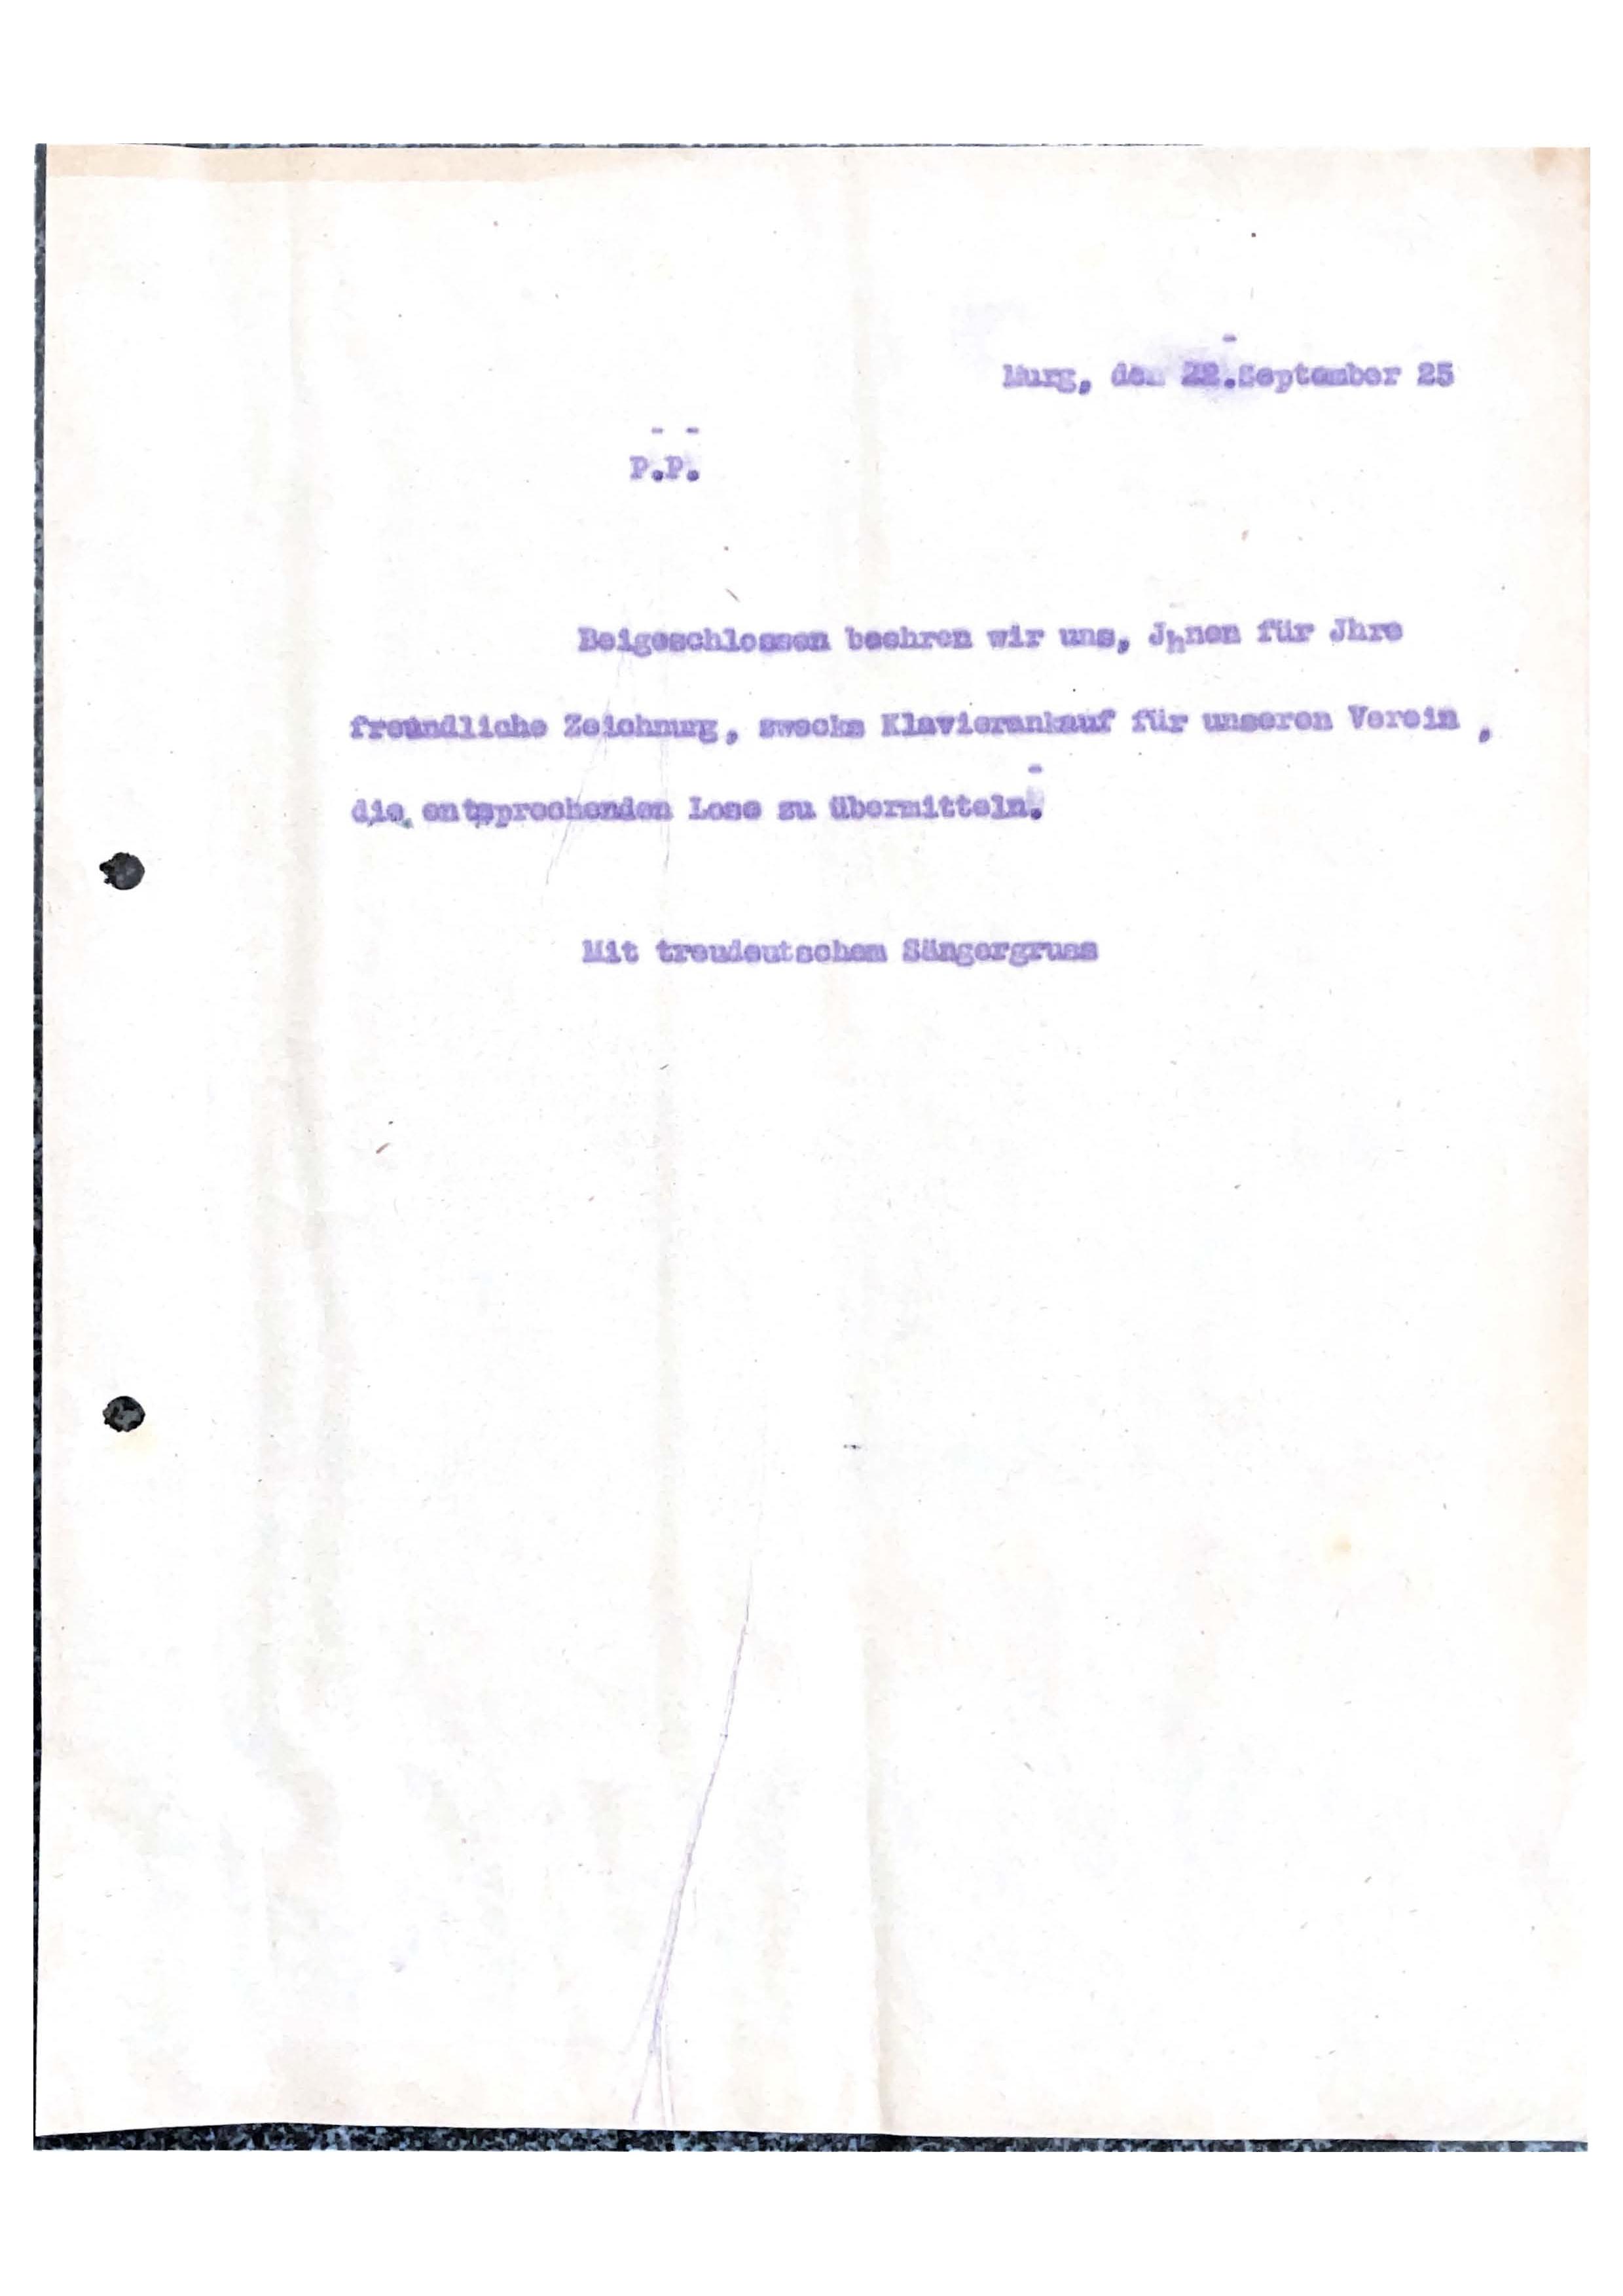 Murg, den 22.September 25
P.P.
Beigeschlossen beehren wir uns, Jhnen für Jhre
freundliche Zeichnung, zwecks Klavierankauf für unseren Verein ,
die entsprechenden Lose zu übermitteln.
Mit treudeutschem Sängergruss